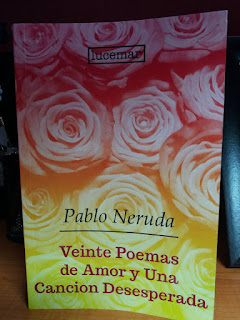 lucemar
Pablo Neruda
Veinte Poemas
de Amor y Una
Cancion Desesperada